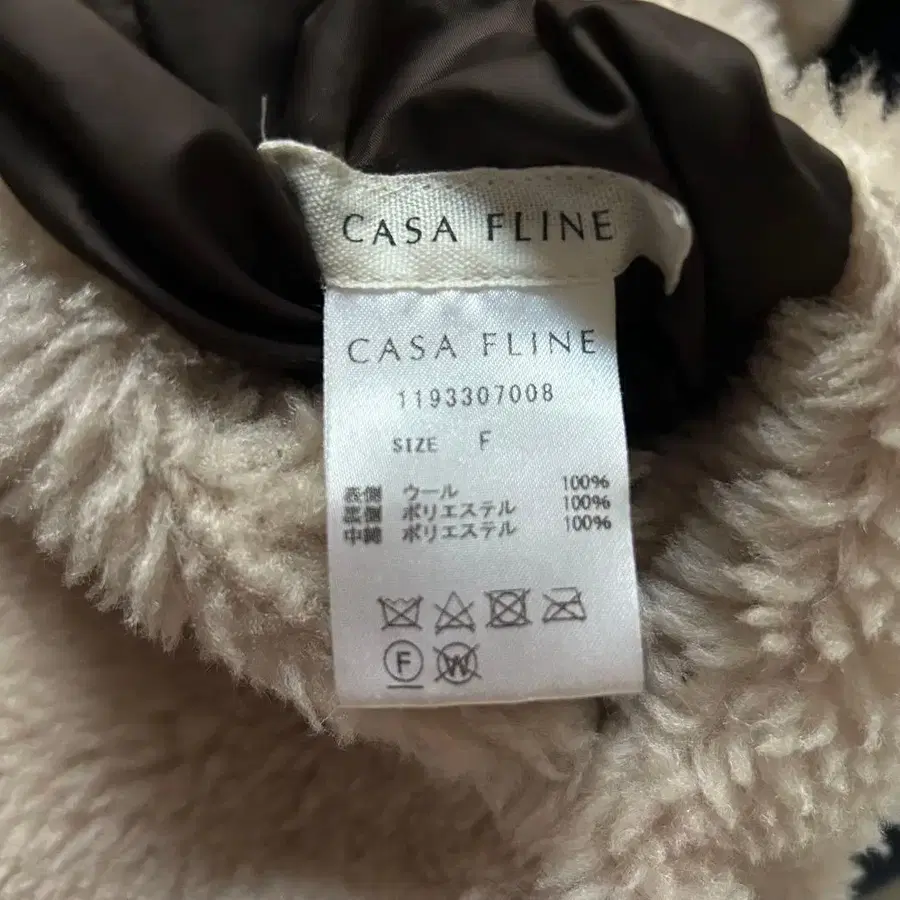 CASA FLINE
CASA FLINE
1193307008
SIZE F
表側 ウール 100%
裏側 ポリエステル 100%
中綿 ポリエステル 100%
F W